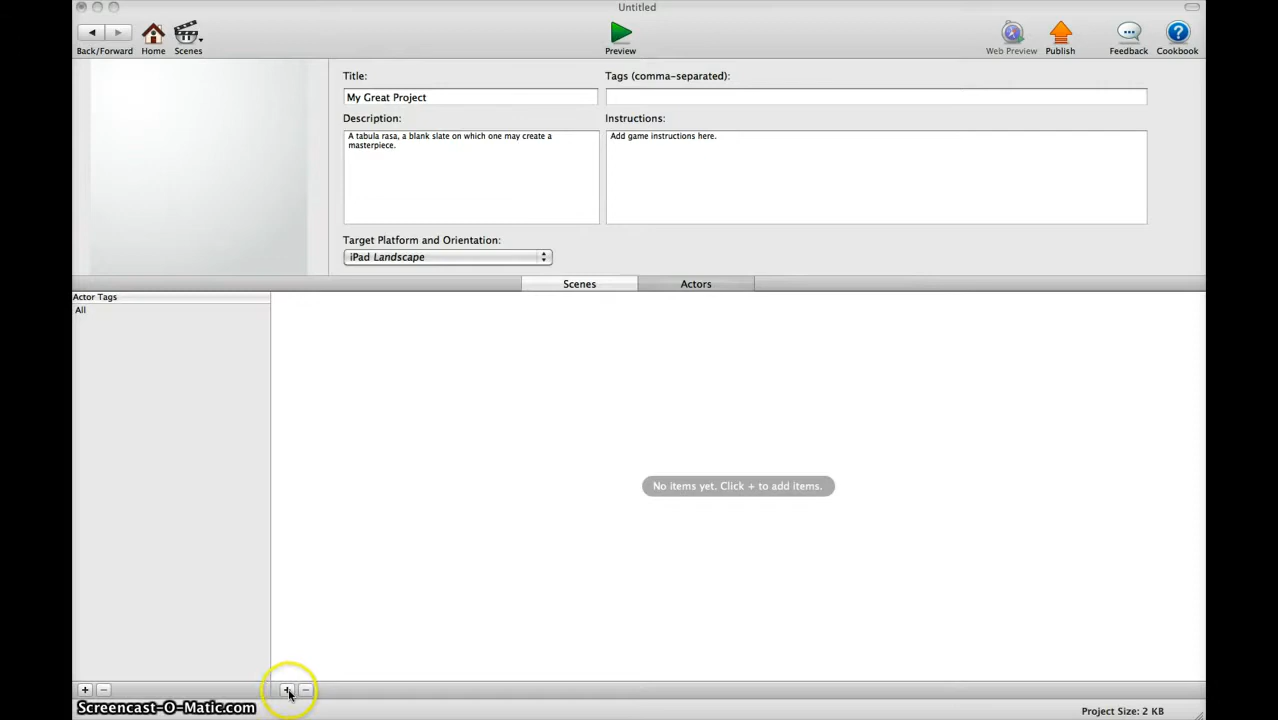 Untitled
Back/Forward Home Scenes Preview Web Preview Publish Feedback Cookbook
Title: Tags (comma-separated):
My Great Project
Description: Instructions:
A tabula rasa, a blank slate on which one may create a
masterpiece.
Add game instructions here.
Target Platform and Orientation:
iPad Landscape
Scenes Actors
Actor Tags
All
No items yet. Click + to add items.
Screencast-O-Matic.com
Project Size: 2 KB